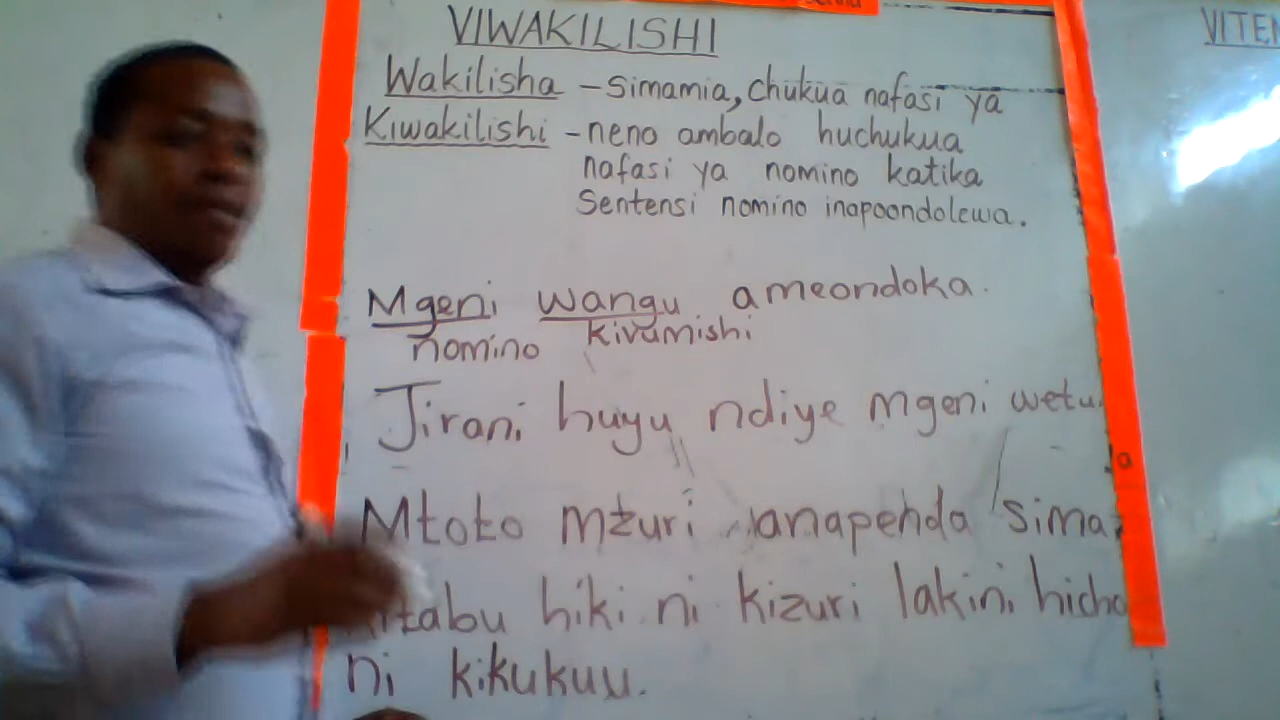 VIWAKILISHI
VITEN
Wakilisha - Simamia, chukua nafasi ya
Kiwakilishi - neno ambalo huchukua
nafasi ya nomino katika
Sentensi nomino inapoondolewa.
Mgeni wangu ameondoka.
nomino kivumishi
Jirani huyu ndiye mgeni wetu.
a
Mtoto mzuri anapenda sima.
Kitabu hiki ni kizuri lakini hicho
ni kikukuu.